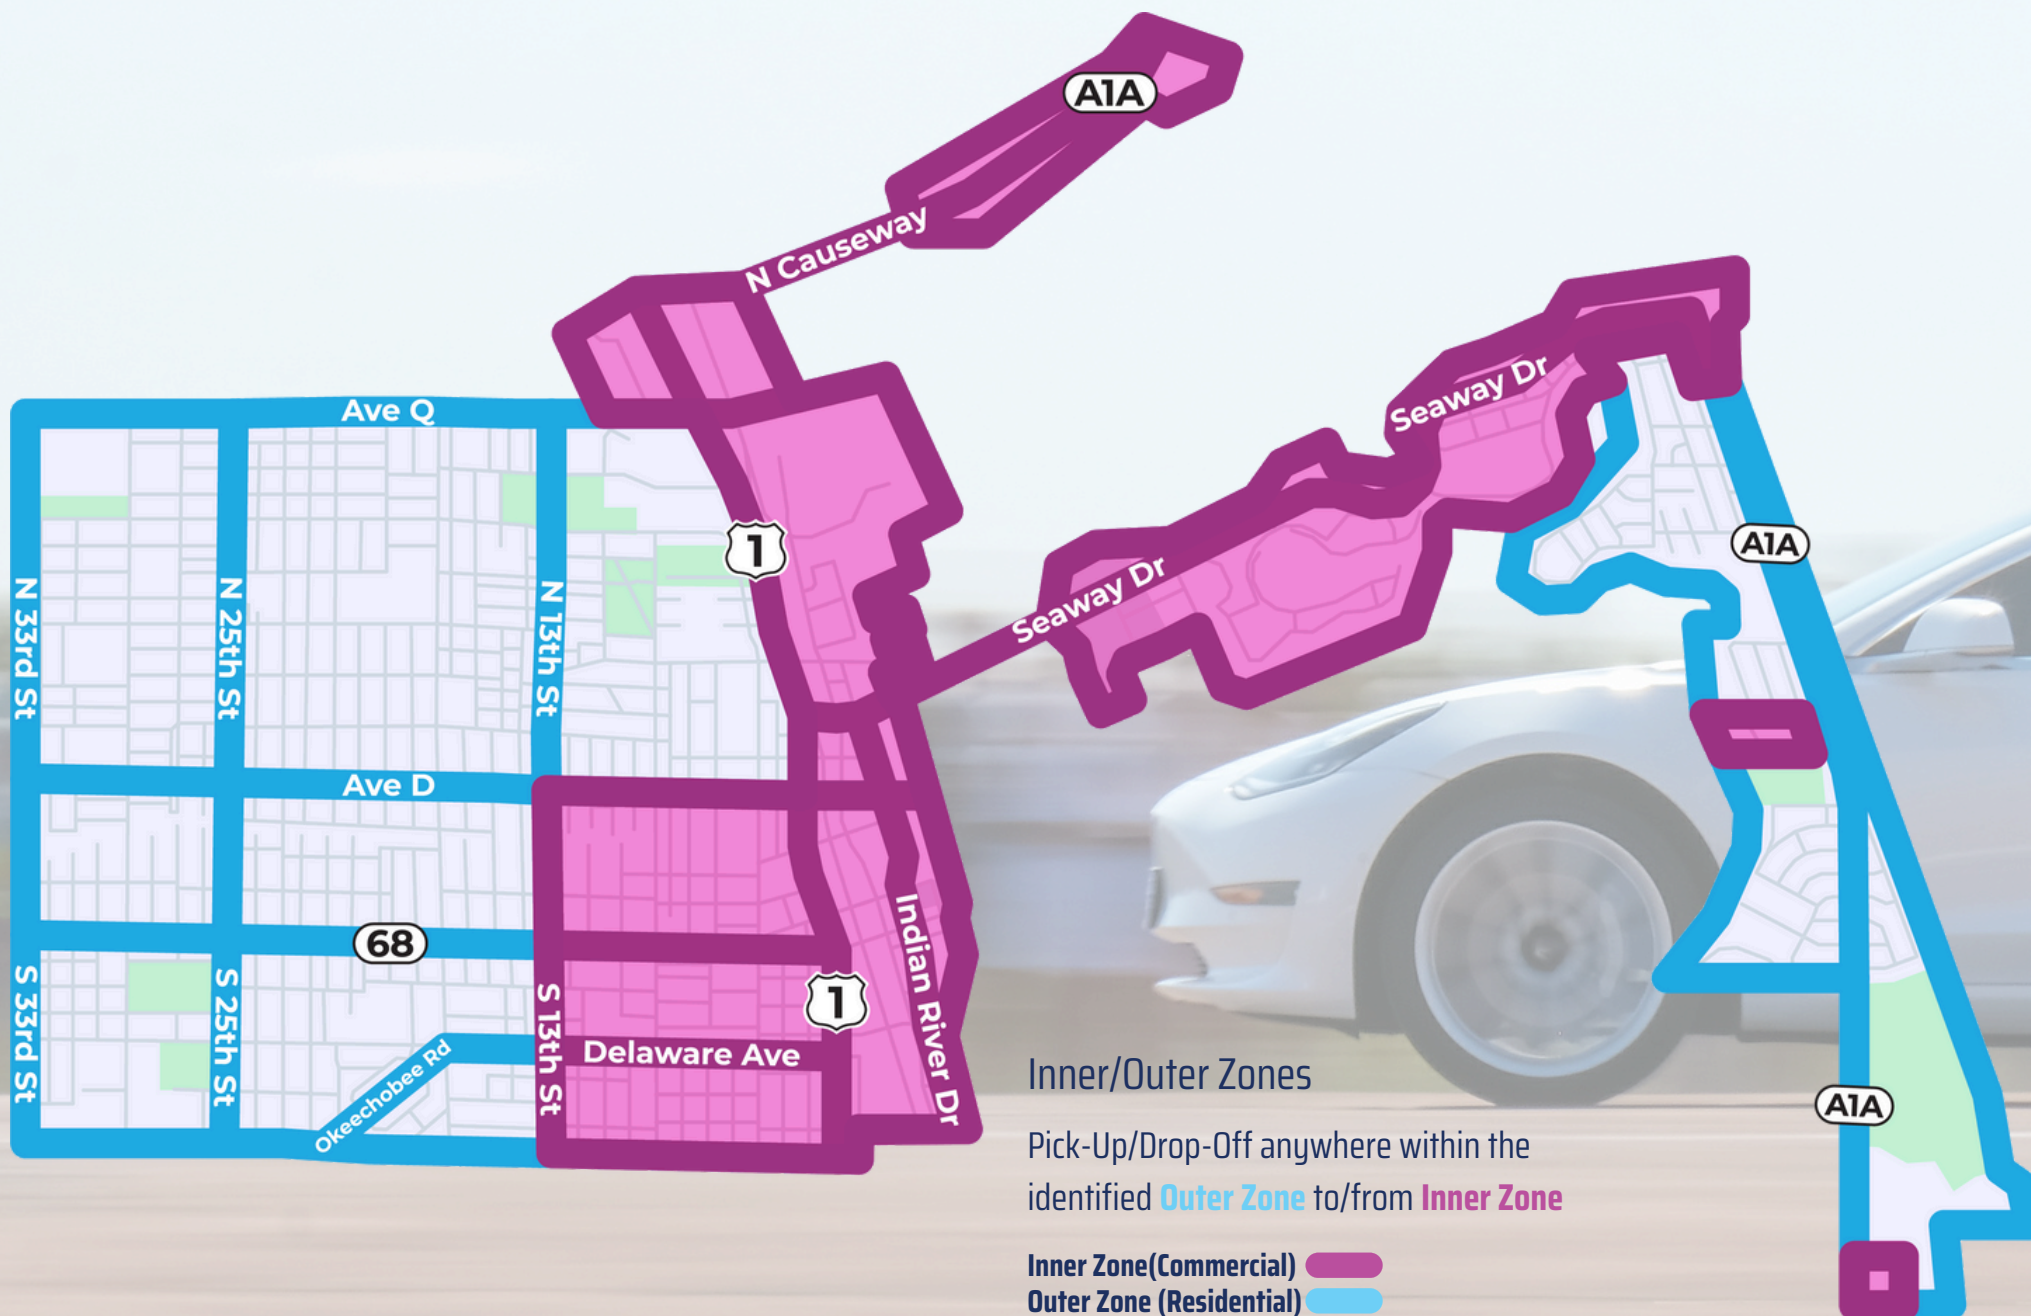 A1A
N Causeway
Seaway Dr
Ave Q
1
A1A
N 33rd St
N 25th St
N 13th St
Seaway Dr
Ave D
68
Indian River Dr
S 33rd St
S 25th St
S 13th St
1
Okeechobee Rd
Delaware Ave
A1A
Inner/Outer Zones
Pick-Up/Drop-Off anywhere within the
identified Outer Zone to/from Inner Zone
Inner Zone(Commercial)
Outer Zone (Residential)